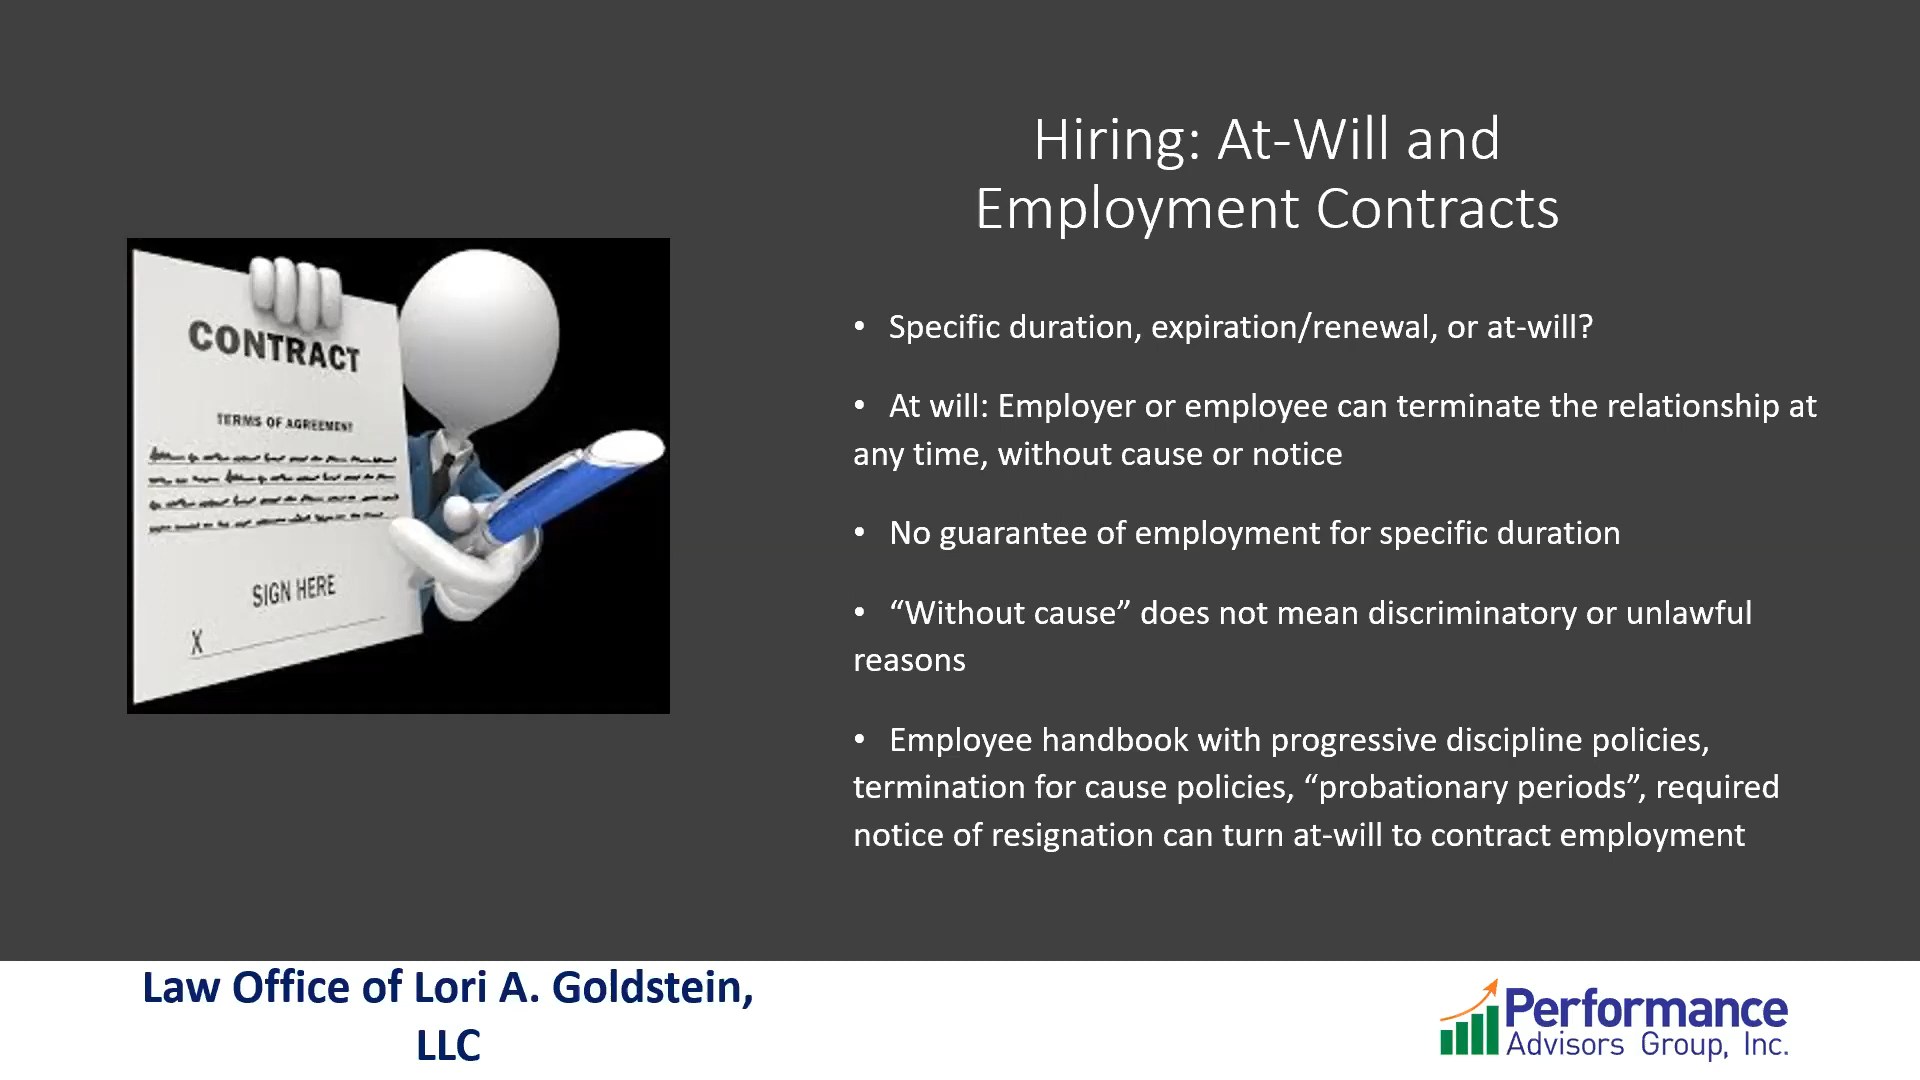 Hiring: At-Will and
Employment Contracts
CONTRACT
TERMS OF AGREEMENT
SIGN HERE
X
• Specific duration, expiration/renewal, or at-will?
• At will: Employer or employee can terminate the relationship at
any time, without cause or notice
• No guarantee of employment for specific duration
• “Without cause” does not mean discriminatory or unlawful
reasons
• Employee handbook with progressive discipline policies,
termination for cause policies, “probationary periods”, required
notice of resignation can turn at-will to contract employment
Law Office of Lori A. Goldstein,
LLC
Performance
Advisors Group, Inc.